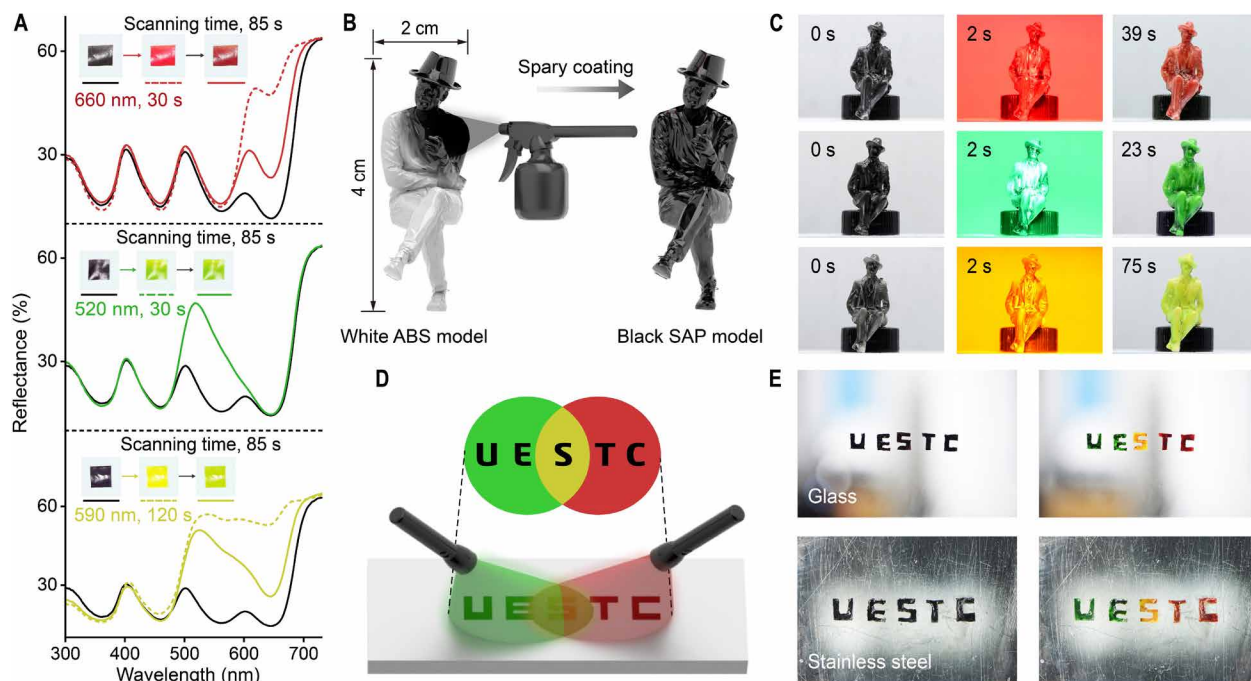 A
Scanning time, 85 s
660 nm, 30 s
Scanning time, 85 s
520 nm, 30 s
Scanning time, 85 s
590 nm, 120 s
60
30
60
30
60
30
Reflectance (%)
300 400 500 600 700
Wavelength (nm)
B
2 cm
4 cm
Spary coating
White ABS model
Black SAP model
C
0 s
2 s
39 s
0 s
2 s
23 s
0 s
2 s
75 s
D
U E S T C
U E S T C
E
U E S T C
Glass
U E S T C
U E S T C
Stainless steel
U E S T C